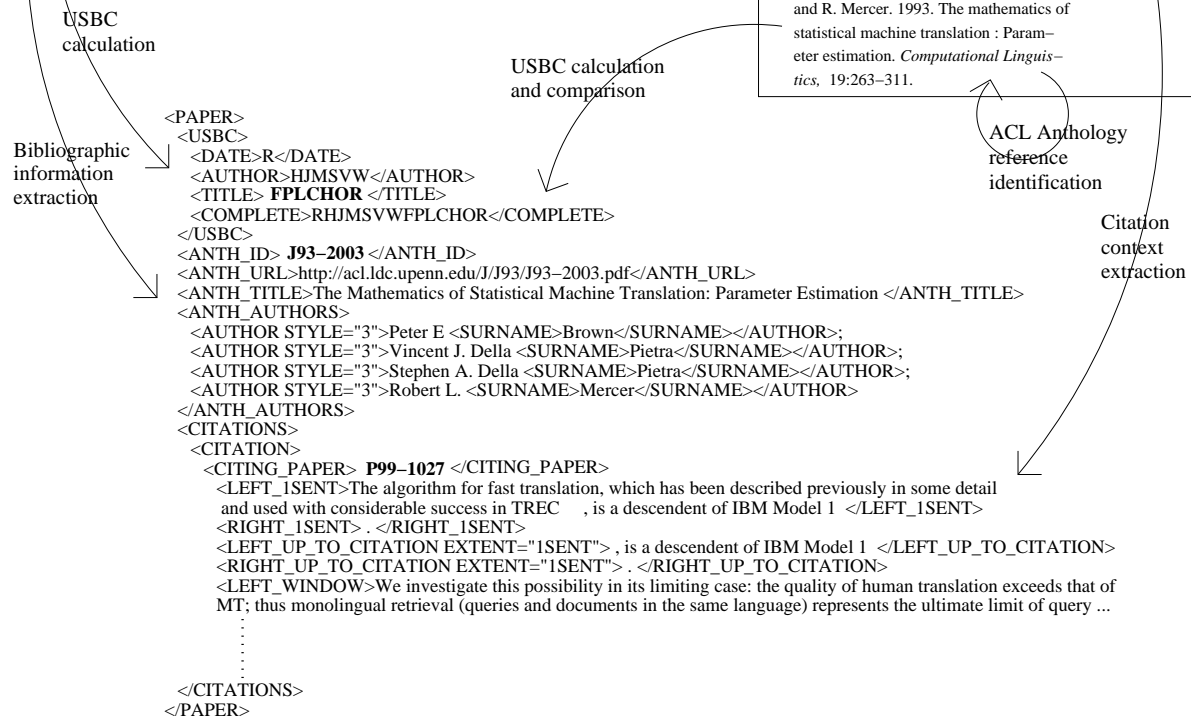 USBC
calculation
and R. Mercer. 1993. The mathematics of
statistical machine translation : Param–
eter estimation. Computational Linguis–
tics, 19:263–311.
USBC calculation
and comparison
ACL Anthology
reference
identification
Bibliographic
information
extraction
Citation
context
extraction
<PAPER>
<USBC>
<DATE>R</DATE>
<AUTHOR>HJMSVW</AUTHOR>
<TITLE> FPLCHOR </TITLE>
<COMPLETE>RHJMSVWFPLCHOR</COMPLETE>
</USBC>
<ANTH_ID> J93–2003 </ANTH_ID>
<ANTH_URL>http://acl.ldc.upenn.edu/J/J93/J93–2003.pdf</ANTH_URL>
<ANTH_TITLE>The Mathematics of Statistical Machine Translation: Parameter Estimation </ANTH_TITLE>
<ANTH_AUTHORS>
<AUTHOR STYLE="3">Peter E <SURNAME>Brown</SURNAME></AUTHOR>;
<AUTHOR STYLE="3">Vincent J. Della <SURNAME>Pietra</SURNAME></AUTHOR>;
<AUTHOR STYLE="3">Stephen A. Della <SURNAME>Pietra</SURNAME></AUTHOR>;
<AUTHOR STYLE="3">Robert L. <SURNAME>Mercer</SURNAME></AUTHOR>
</ANTH_AUTHORS>
<CITATIONS>
<CITATION>
<CITING_PAPER> P99–1027 </CITING_PAPER>
<LEFT_1SENT>The algorithm for fast translation, which has been described previously in some detail
and used with considerable success in TREC , is a descendent of IBM Model 1 </LEFT_1SENT>
<RIGHT_1SENT> . </RIGHT_1SENT>
<LEFT_UP_TO_CITATION EXTENT="1SENT"> , is a descendent of IBM Model 1 </LEFT_UP_TO_CITATION>
<RIGHT_UP_TO_CITATION EXTENT="1SENT"> . </RIGHT_UP_TO_CITATION>
<LEFT_WINDOW>We investigate this possibility in its limiting case: the quality of human translation exceeds that of
MT; thus monolingual retrieval (queries and documents in the same language) represents the ultimate limit of query ...
</CITATIONS>
</PAPER>